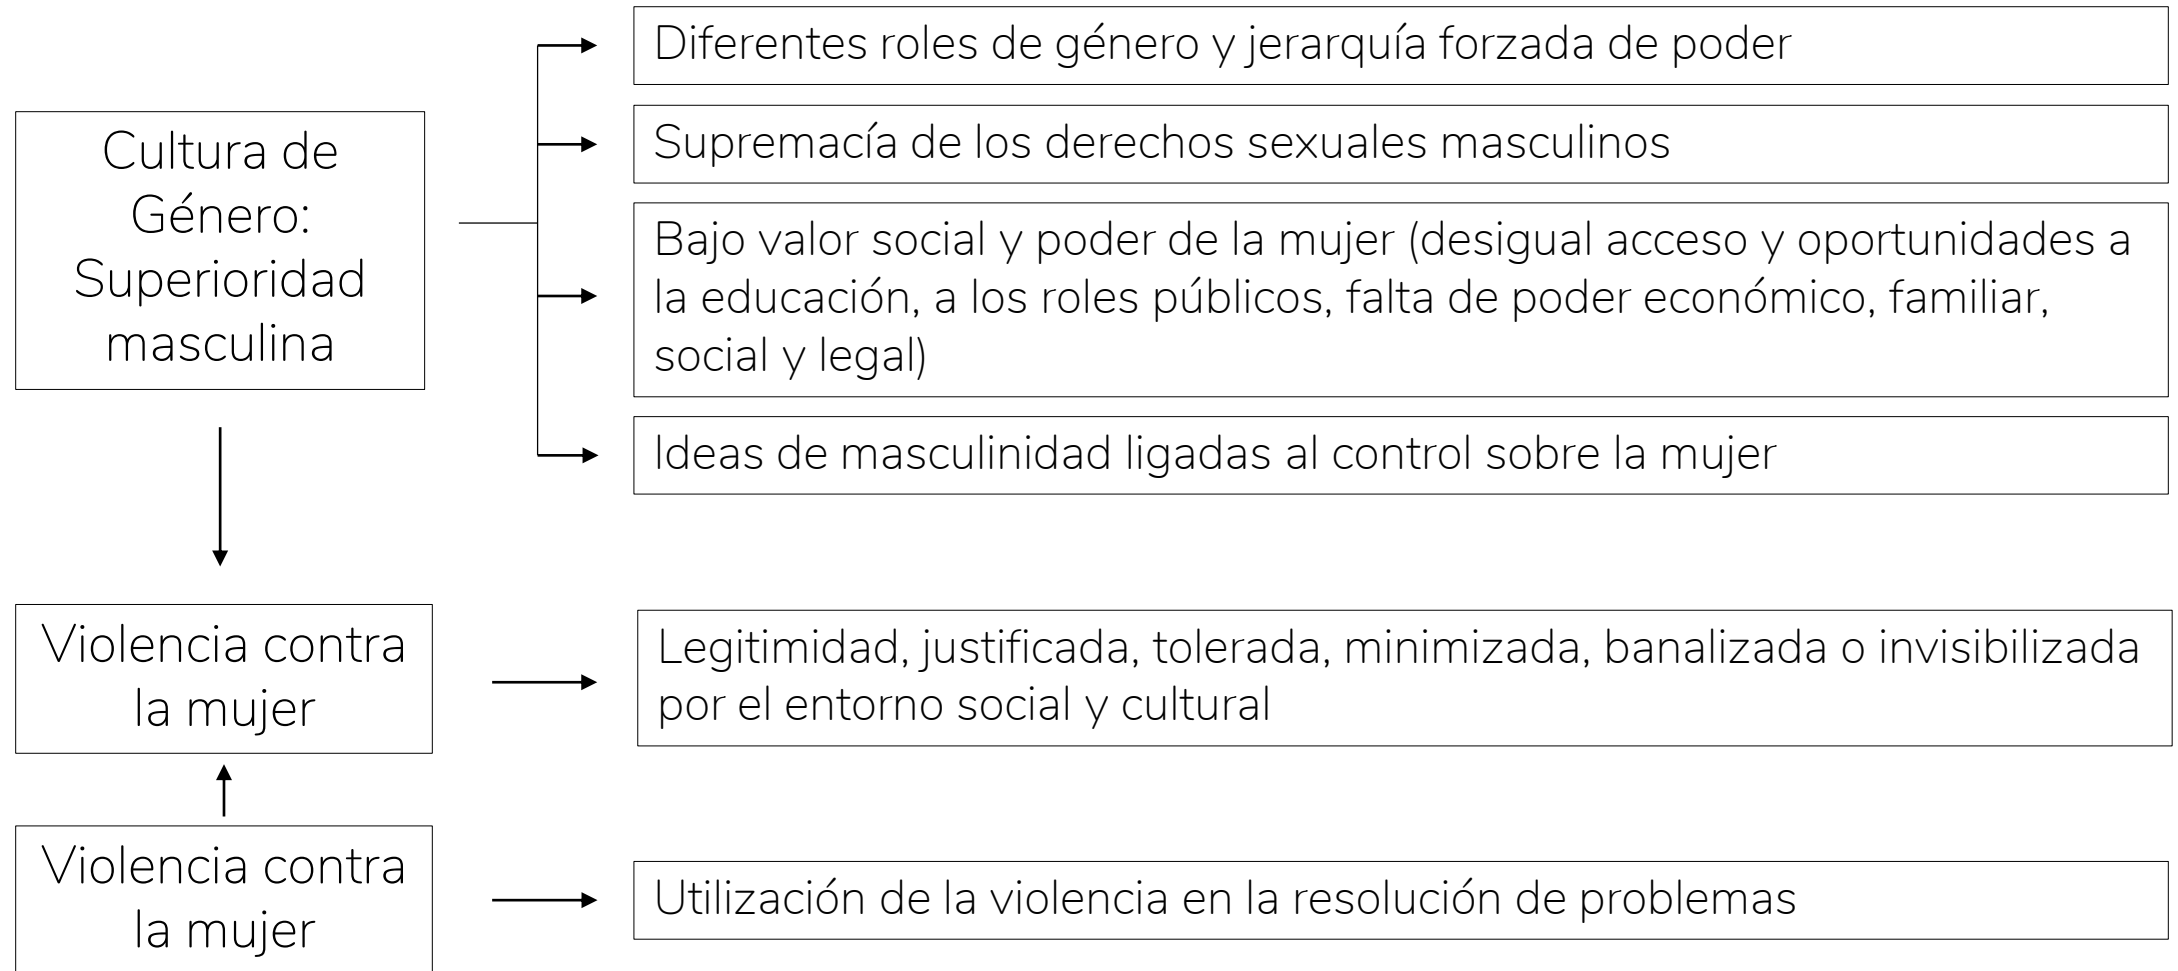 Diferentes roles de género y jerarquía forzada de poder
Cultura de
Género:
Superioridad
masculina
Supremacía de los derechos sexuales masculinos
Bajo valor social y poder de la mujer (desigual acceso y oportunidades a
la educación, a los roles públicos, falta de poder económico, familiar,
social y legal)
Ideas de masculinidad ligadas al control sobre la mujer
Violencia contra
la mujer
Legitimidad, justificada, tolerada, minimizada, banalizada o invisibilizada
por el entorno social y cultural
Violencia contra
la mujer
Utilización de la violencia en la resolución de problemas